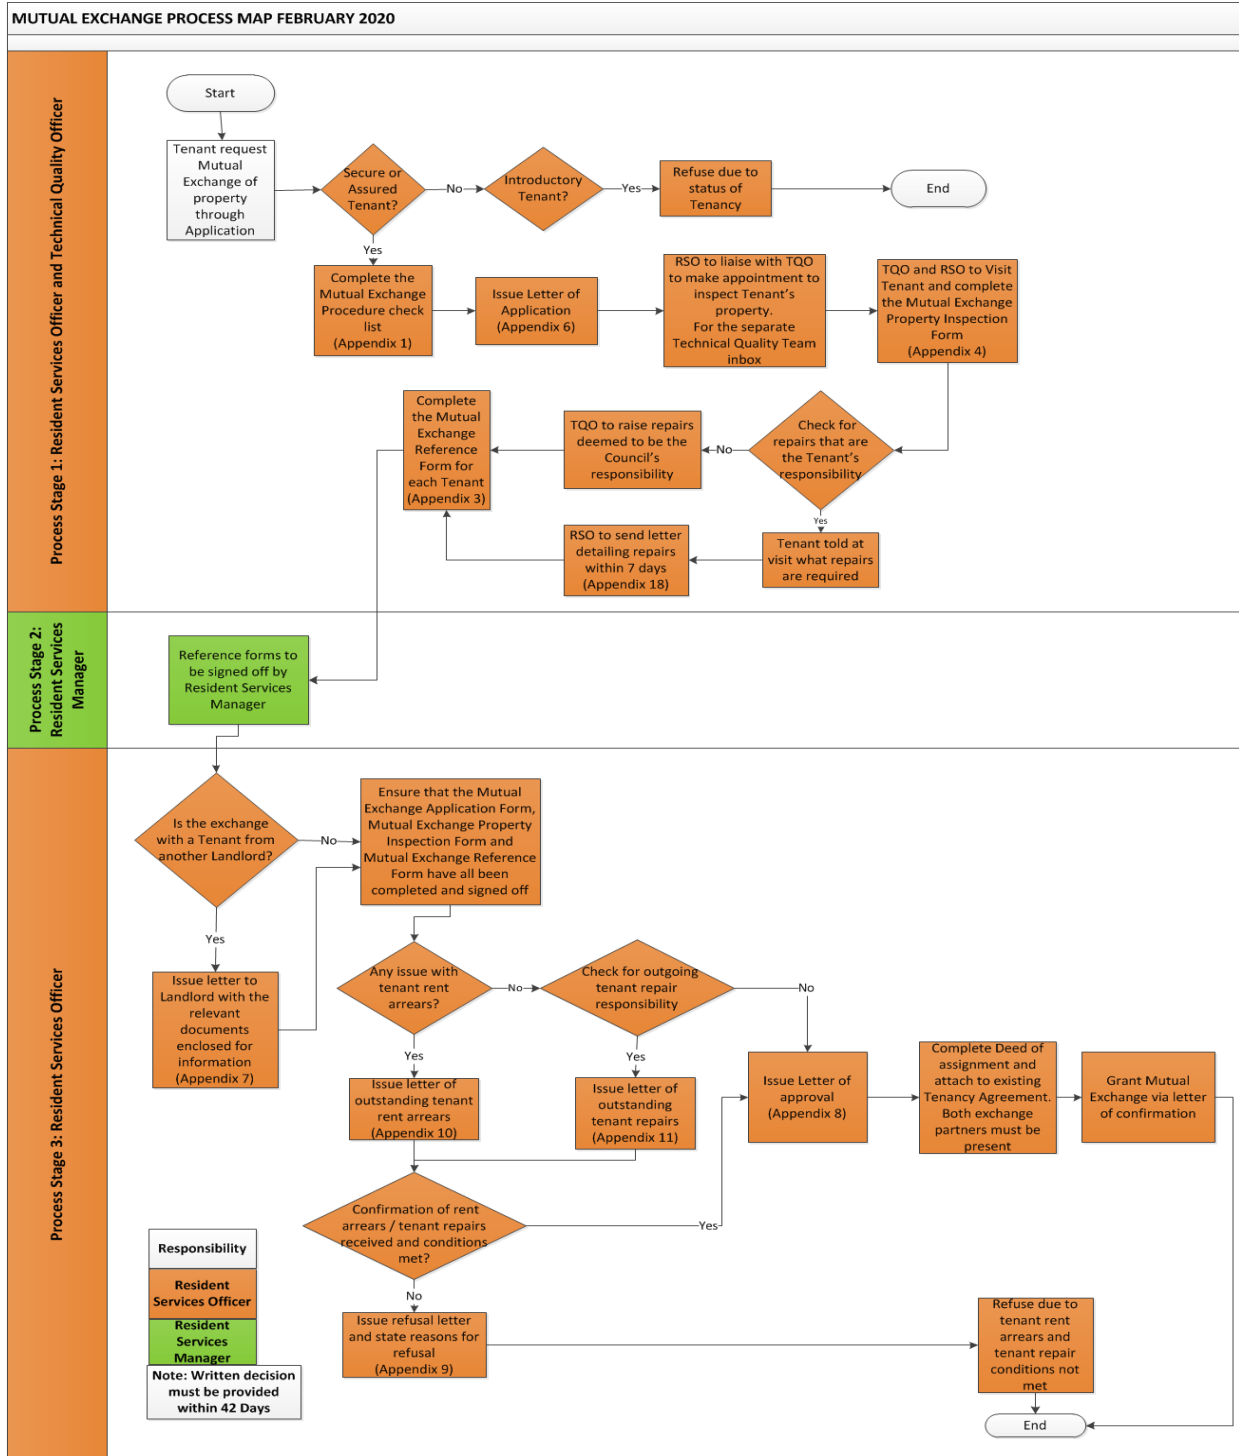 MUTUAL EXCHANGE PROCESS MAP FEBRUARY 2020
Process Stage 1: Resident Services Officer and Technical Quality Officer
Start
Tenant request
Mutual
Exchange of
property
through
Application
Secure or
Assured
Tenant?
No
Introductory
Tenant?
Yes
Refuse due to
status of
Tenancy
End
Yes
Complete the
Mutual Exchange
Procedure check
list
(Appendix 1)
Issue Letter of
Application
(Appendix 6)
RSO to liaise with TQO
to make appointment to
inspect Tenant's
property.
For the separate
Technical Quality Team
inbox
TQO and RSO to Visit
Tenant and complete
the Mutual Exchange
Property Inspection
Form
(Appendix 4)
Check for
repairs that are
the Tenant's
responsibility
No
TQO to raise repairs
deemed to be the
Council's
responsibility
Complete
the Mutual
Exchange
Reference
Form for
each Tenant
(Appendix 3)
Yes
Tenant told at
visit what repairs
are required
RSO to send letter
detailing repairs
within 7 days
(Appendix 18)
Process Stage 2:
Resident Services
Manager
Reference forms to
be signed off by
Resident Services
Manager
Process Stage 3: Resident Services Officer
Is the exchange
with a Tenant from
another Landlord?
No
Ensure that the Mutual
Exchange Application Form,
Mutual Exchange Property
Inspection Form and
Mutual Exchange Reference
Form have all been
completed and signed off
Yes
Issue letter to
Landlord with the
relevant
documents
enclosed for
information
(Appendix 7)
Any issue with
tenant rent
arrears?
No
Check for outgoing
tenant repair
responsibility
No
Yes
Issue letter of
outstanding tenant
rent arrears
(Appendix 10)
Yes
Issue letter of
outstanding
tenant repairs
(Appendix 11)
Issue Letter of
approval
(Appendix 8)
Complete Deed of
assignment and
attach to existing
Tenancy Agreement.
Both exchange
partners must be
present
Grant Mutual
Exchange via letter
of confirmation
Confirmation of rent
arrears / tenant repairs
received and conditions
met?
Yes
No
Issue refusal letter
and state reasons for
refusal
(Appendix 9)
Refuse due to
tenant rent
arrears and
tenant repair
conditions not
met
End
Responsibility
Resident
Services Officer
Resident
Services
Manager
Note: Written decision
must be provided
within 42 Days